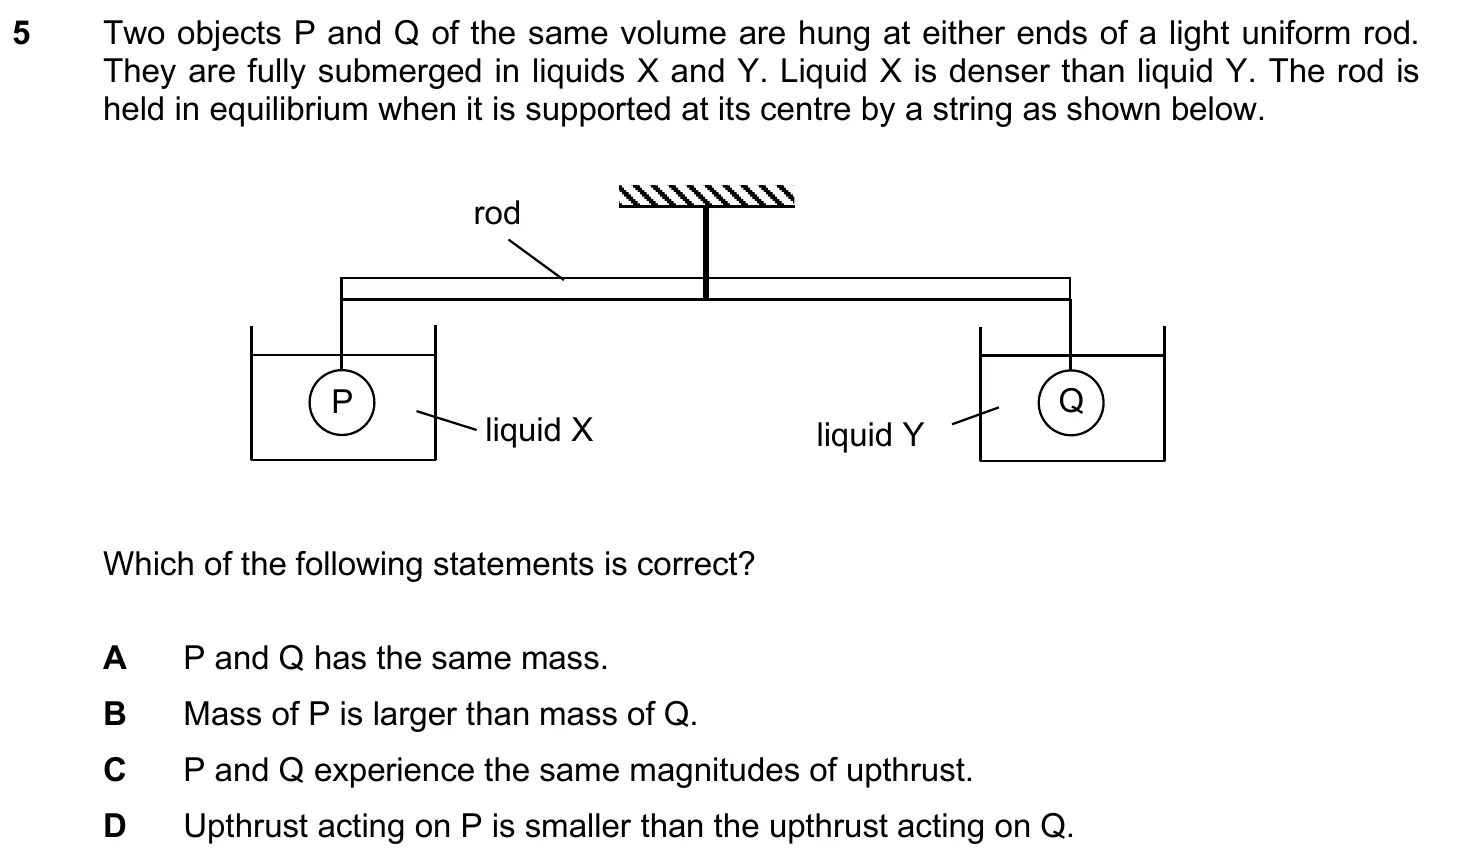 5 Two objects P and Q of the same volume are hung at either ends of a light uniform rod.
They are fully submerged in liquids X and Y. Liquid X is denser than liquid Y. The rod is
held in equilibrium when it is supported at its centre by a string as shown below.
rod
P
Q
liquid X
liquid Y
Which of the following statements is correct?
A P and Q has the same mass.
B Mass of P is larger than mass of Q.
C P and Q experience the same magnitudes of upthrust.
D Upthrust acting on P is smaller than the upthrust acting on Q.